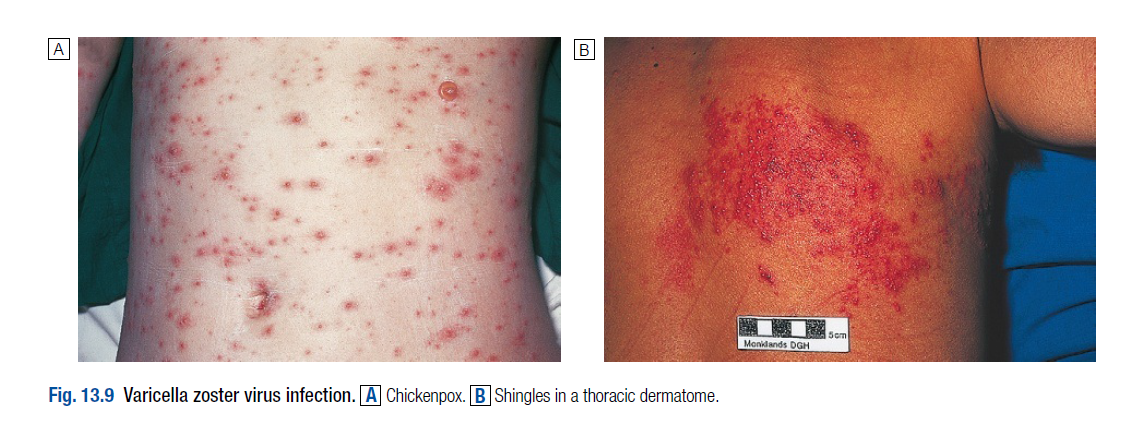 A
B
5cm
Monklands DGH
Fig. 13.9 Varicella zoster virus infection. A Chickenpox. B Shingles in a thoracic dermatome.